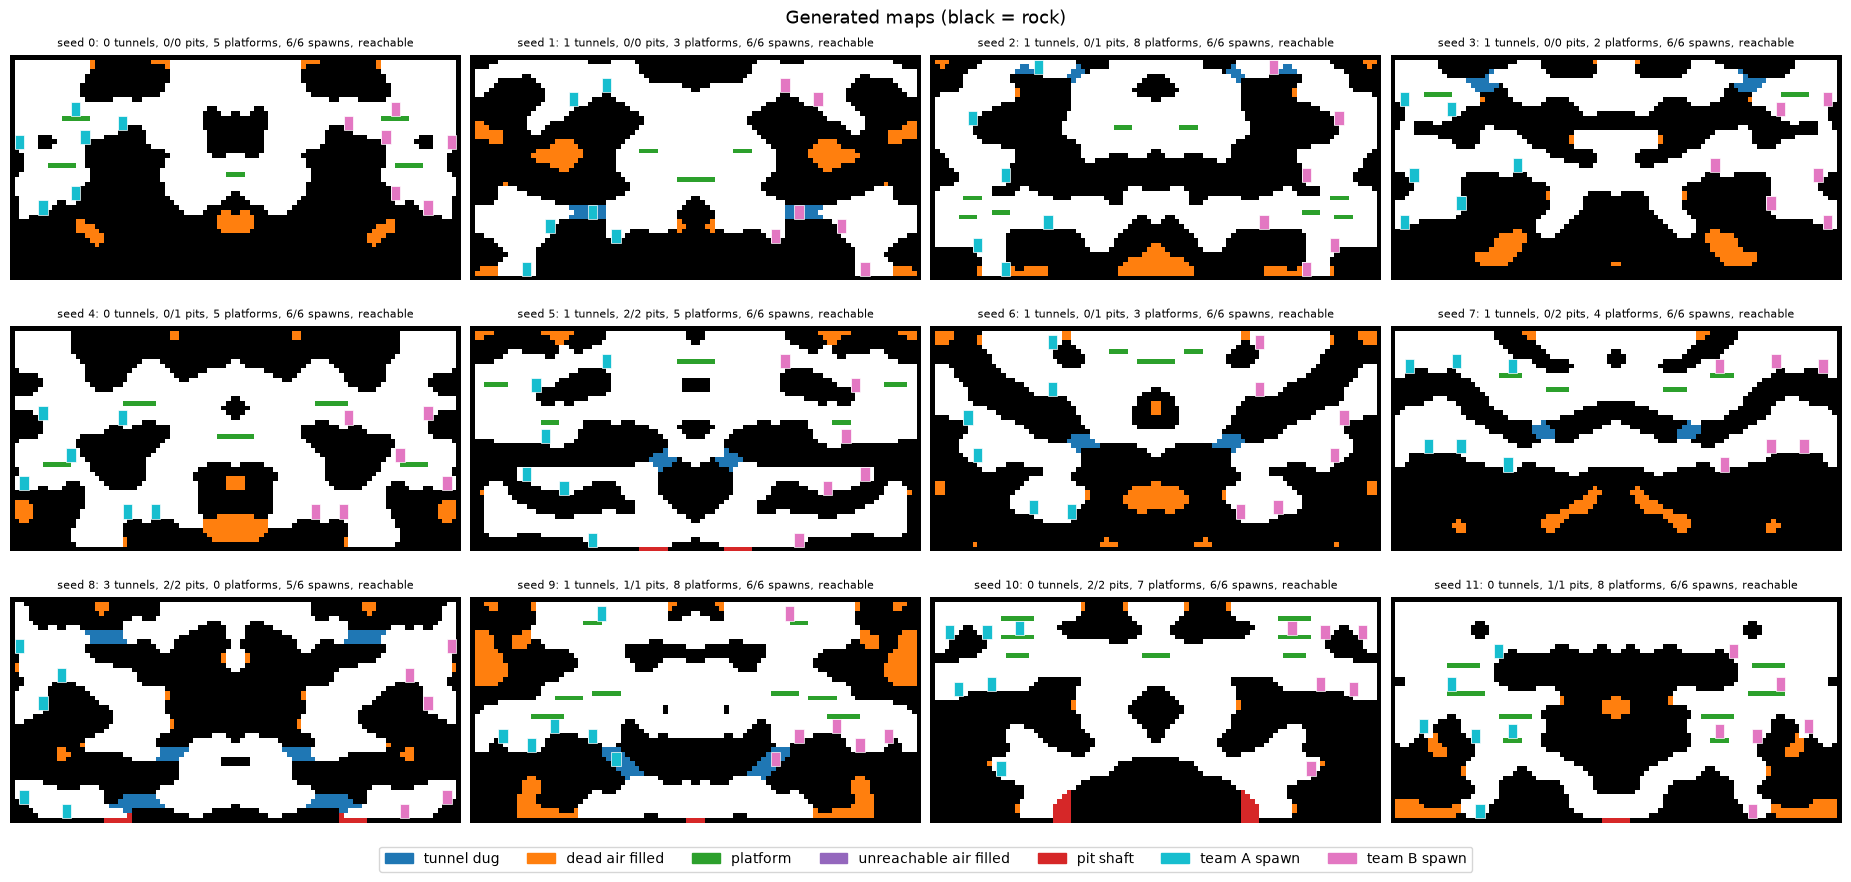 Generated maps (black = rock)
seed 0: 0 tunnels, 0/0 pits, 5 platforms, 6/6 spawns, reachable
seed 1: 1 tunnels, 0/0 pits, 3 platforms, 6/6 spawns, reachable
seed 2: 1 tunnels, 0/1 pits, 8 platforms, 6/6 spawns, reachable
seed 3: 1 tunnels, 0/0 pits, 2 platforms, 6/6 spawns, reachable
seed 4: 0 tunnels, 0/1 pits, 5 platforms, 6/6 spawns, reachable
seed 5: 1 tunnels, 2/2 pits, 5 platforms, 6/6 spawns, reachable
seed 6: 1 tunnels, 0/1 pits, 3 platforms, 6/6 spawns, reachable
seed 7: 1 tunnels, 0/2 pits, 4 platforms, 6/6 spawns, reachable
seed 8: 3 tunnels, 2/2 pits, 0 platforms, 5/6 spawns, reachable
seed 9: 1 tunnels, 1/1 pits, 8 platforms, 6/6 spawns, reachable
seed 10: 0 tunnels, 2/2 pits, 7 platforms, 6/6 spawns, reachable
seed 11: 0 tunnels, 1/1 pits, 8 platforms, 6/6 spawns, reachable
tunnel dug
dead air filled
platform
unreachable air filled
pit shaft
team A spawn
team B spawn